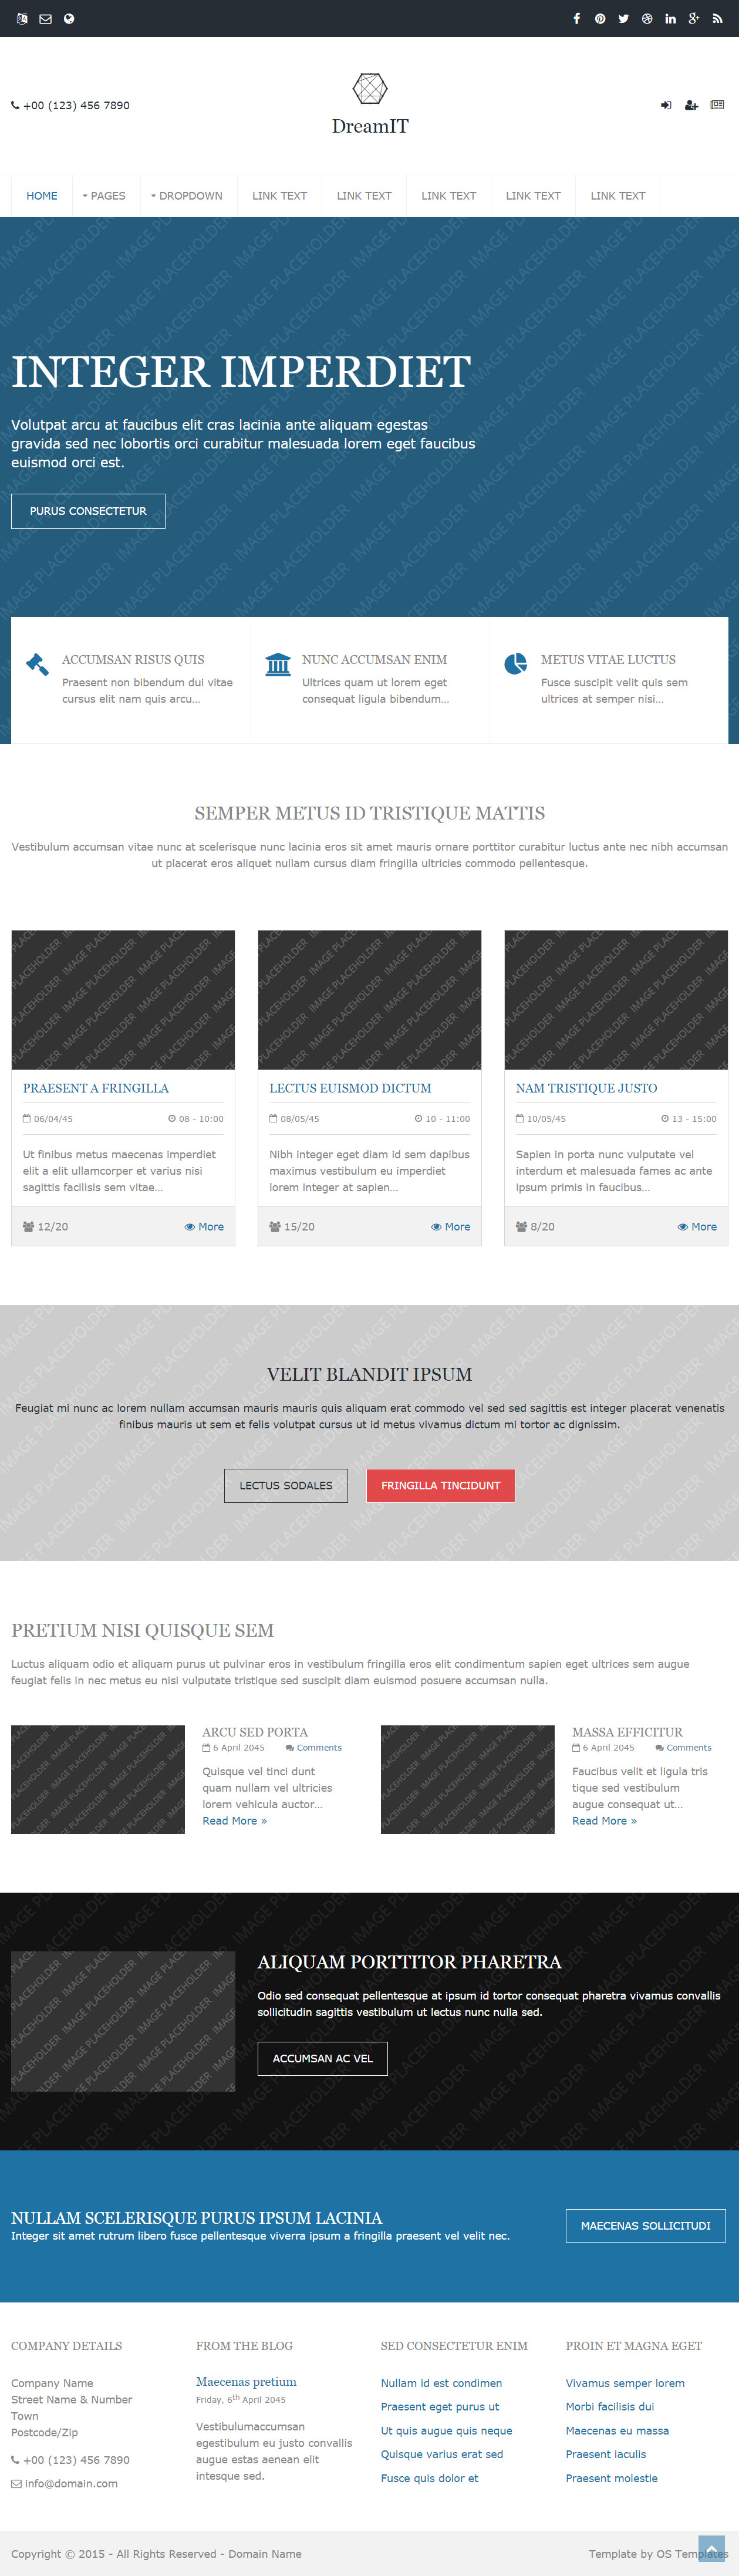 +00 (123) 456 7890
DreamIT
HOME PAGES DROPDOWN LINK TEXT LINK TEXT LINK TEXT LINK TEXT LINK TEXT
IMAGE PLACEHOLDER
INTEGER IMPERDIET
Volutpat arcu at faucibus elit cras lacinia ante aliquam egestas
gravida sed nec lobortis orci curabitur malesuada lorem eget faucibus
euismod orci est.
PURUS CONSECTETUR
ACCUMSAN RISUS QUIS
Praesent non bibendum dui vitae
cursus elit nam quis arcu...
NUNC ACCUMSAN ENIM
Ultrices quam ut lorem eget
consequat ligula bibendum...
METUS VITAE LUCTUS
Fusce suscipit velit quis sem
ultrices at semper nisi...
SEMPER METUS ID TRISTIQUE MATTIS
Vestibulum accumsan vitae nunc at scelerisque nunc lacinia eros sit amet mauris ornare porttitor curabitur luctus ante nec nibh accumsan
ut placerat eros aliquet nullam cursus diam fringilla ultricies commodo pellentesque.
IMAGE PLACEHOLDER
PRAESENT A FRINGILLA
06/04/45 08 - 10:00
Ut finibus metus maecenas imperdiet
elit a elit ullamcorper et varius nisi
sagittis facilisis sem vitae...
12/20 More
IMAGE PLACEHOLDER
LECTUS EUISMOD DICTUM
08/05/45 10 - 11:00
Nibh integer eget diam id sem dapibus
maximus vestibulum eu imperdiet
lorem integer at sapien...
15/20 More
IMAGE PLACEHOLDER
NAM TRISTIQUE JUSTO
10/05/45 13 - 15:00
Sapien in porta nunc vulputate vel
interdum et malesuada fames ac ante
ipsum primis in faucibus...
8/20 More
IMAGE PLACEHOLDER
VELIT BLANDIT IPSUM
Feugiat mi nunc ac lorem nullam accumsan mauris mauris quis aliquam erat commodo vel sed sed sagittis est integer placerat venenatis
finibus mauris ut sem et felis volutpat cursus ut id metus vivamus dictum mi tortor ac dignissim.
LECTUS SODALES FRINGILLA TINCIDUNT
PRETIUM NISI QUISQUE SEM
Luctus aliquam odio et aliquam purus ut pulvinar eros in vestibulum fringilla eros elit condimentum sapien eget ultrices sem augue
feugiat felis in nec metus eu nisi vulputate tristique sed suscipit diam euismod posuere accumsan nulla.
IMAGE PLACEHOLDER
ARCU SED PORTA
6 April 2045 Comments
Quisque vel tinci dunt
quam nullam vel ultricies
lorem vehicula auctor...
Read More »
IMAGE PLACEHOLDER
MASSA EFFICITUR
6 April 2045 Comments
Faucibus velit et ligula tris
tique sed vestibulum
augue consequat ut...
Read More »
IMAGE PLACEHOLDER
ALIQUAM PORTTITOR PHARETRA
Odio sed consequat pellentesque at ipsum id tortor consequat pharetra vivamus convallis
sollicitudin sagittis vestibulum ut lectus nunc nulla sed.
ACCUMSAN AC VEL
NULLAM SCELERISQUE PURUS IPSUM LACINIA
Integer sit amet rutrum libero fusce pellentesque viverra ipsum a fringilla praesent vel velit nec.
MAECENAS SOLLICITUDI
COMPANY DETAILS
Company Name
Street Name & Number
Town
Postcode/Zip
+00 (123) 456 7890
info@domain.com
FROM THE BLOG
Maecenas pretium
Friday, 6th April 2045
Vestibulumaccumsan
egestibulum eu justo convallis
augue estas aenean elit
intesque sed.
SED CONSECTETUR ENIM
Nullam id est condimen
Praesent eget purus ut
Ut quis augue quis neque
Quisque varius erat sed
Fusce quis dolor et
PROIN ET MAGNA EGET
Vivamus semper lorem
Morbi facilisis dui
Maecenas eu massa
Praesent iaculis
Praesent molestie
Copyright © 2015 - All Rights Reserved - Domain Name
Template by OS Templates